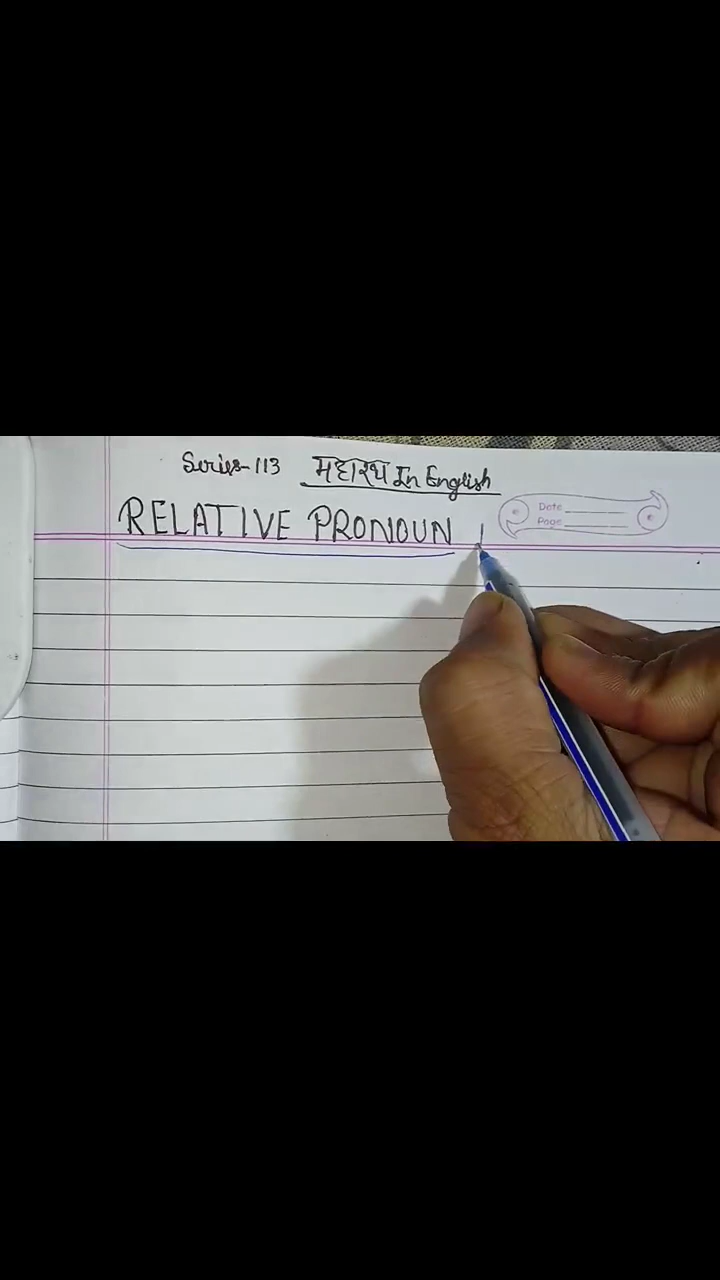 Series-113 महारथ In English
RELATIVE PRONOUN
Date
Page